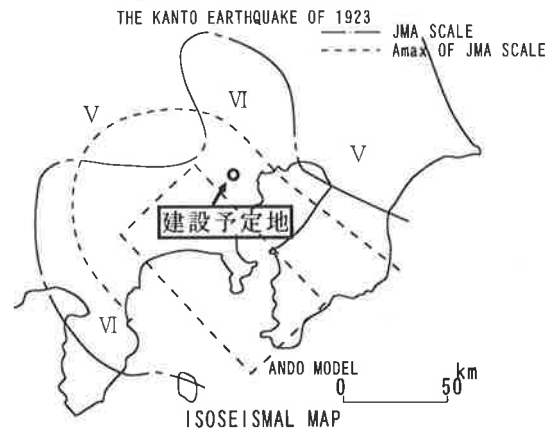 THE KANTO EARTHQUAKE OF 1923
JMA SCALE
Amax OF JMA SCALE
VI
V
V
建設予定地
VI
ANDO MODEL
km
0 50
ISOSEISMAL MAP